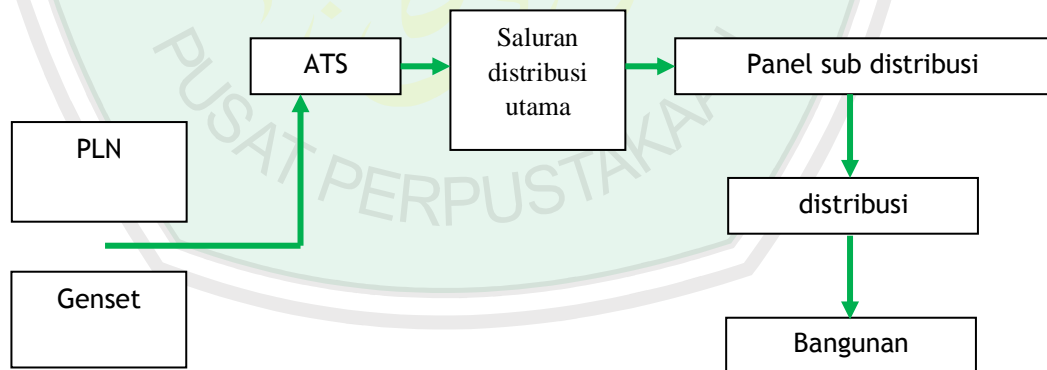 ATS
Saluran
distribusi
utama
Panel sub distribusi
PLN
distribusi
Genset
Bangunan
PUSAT PERPUSTAKAAN